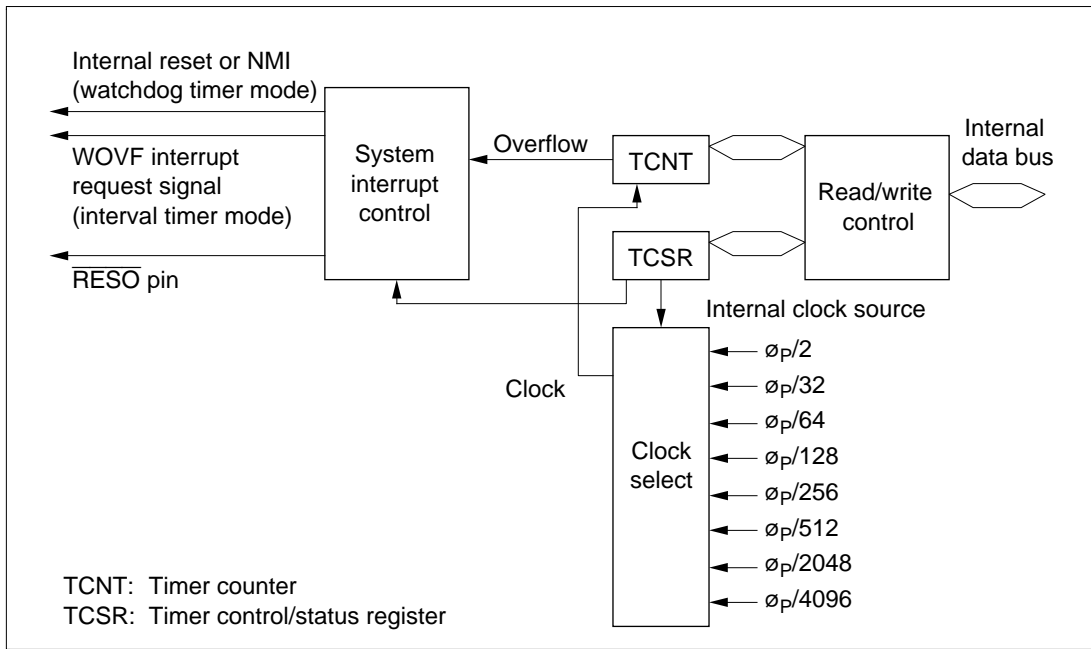 Internal reset or NMI
(watchdog timer mode)
WOVF interrupt
request signal
(interval timer mode)
RESO pin
System
interrupt
control
Overflow
TCNT
TCSR
Read/write
control
Internal
data bus
Internal clock source
Clock
Clock
select
øP/2
øP/32
øP/64
øP/128
øP/256
øP/512
øP/2048
øP/4096
TCNT: Timer counter
TCSR: Timer control/status register